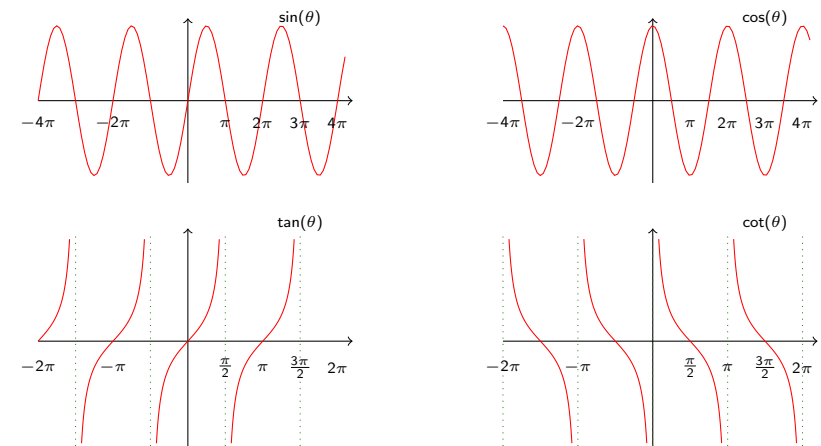 sin(θ)
cos(θ)
−4π −2π π 2π 3π 4π
−4π −2π π 2π 3π 4π
tan(θ)
cot(θ)
−2π −π π/2 π 3π/2 2π
−2π −π π/2 π 3π/2 2π